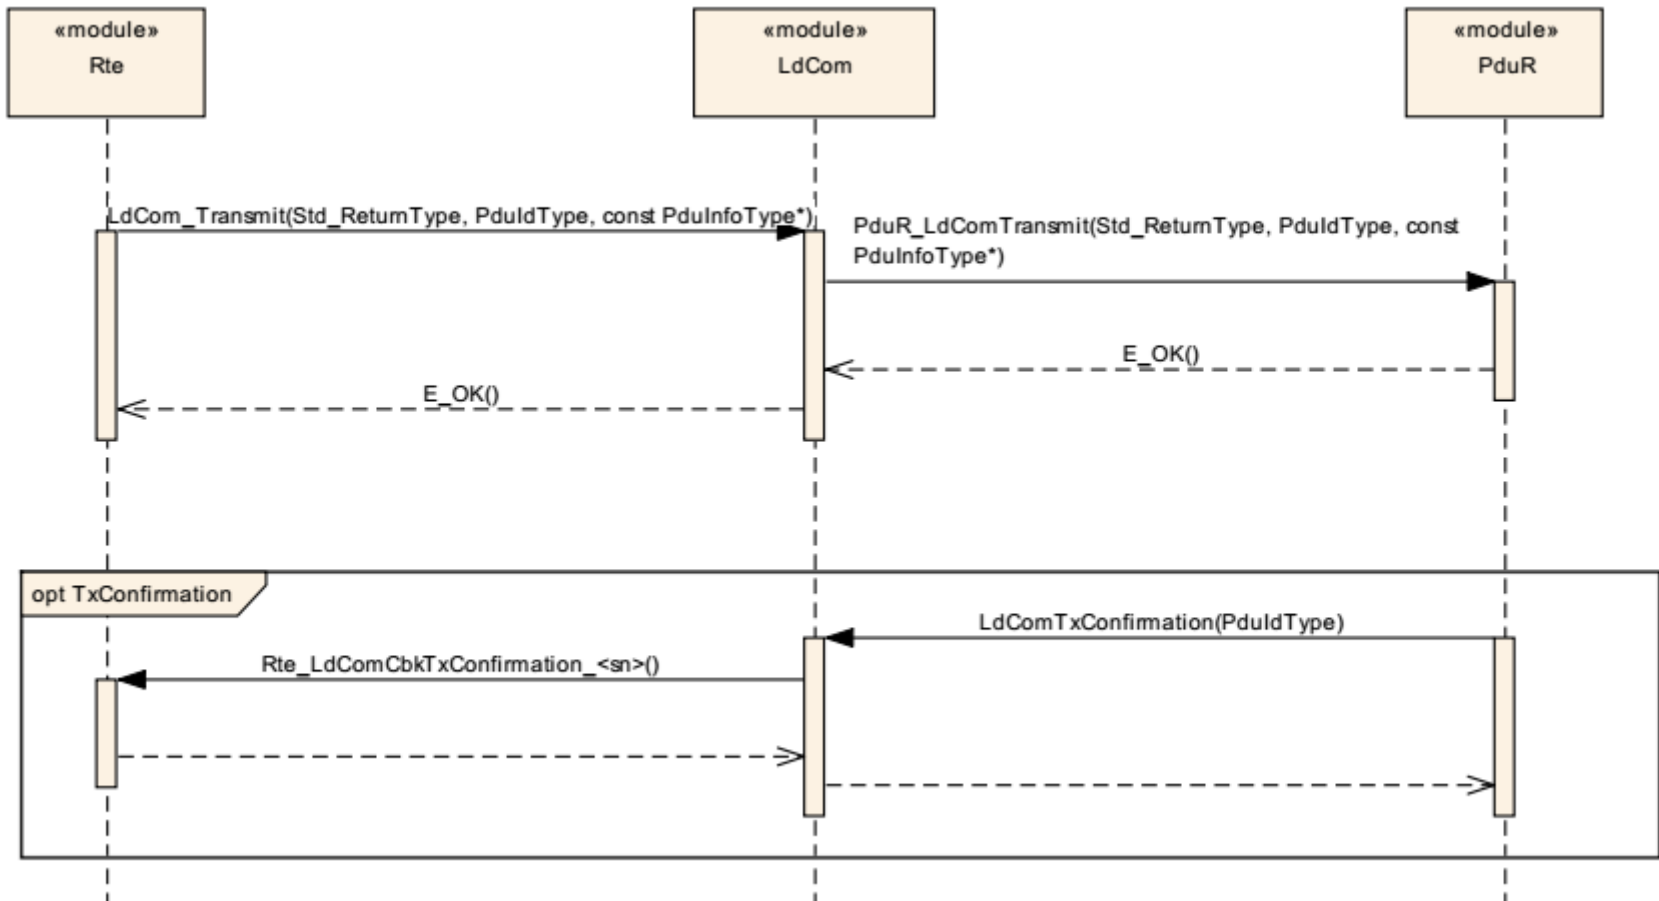 «module»
Rte
«module»
LdCom
«module»
PduR
LdCom_Transmit(Std_ReturnType, PduIdType, const PduInfoType*)
PduR_LdComTransmit(Std_ReturnType, PduIdType, const
PduInfoType*)
E_OK()
E_OK()
opt TxConfirmation
LdComTxConfirmation(PduIdType)
Rte_LdComCbkTxConfirmation_<sn>()